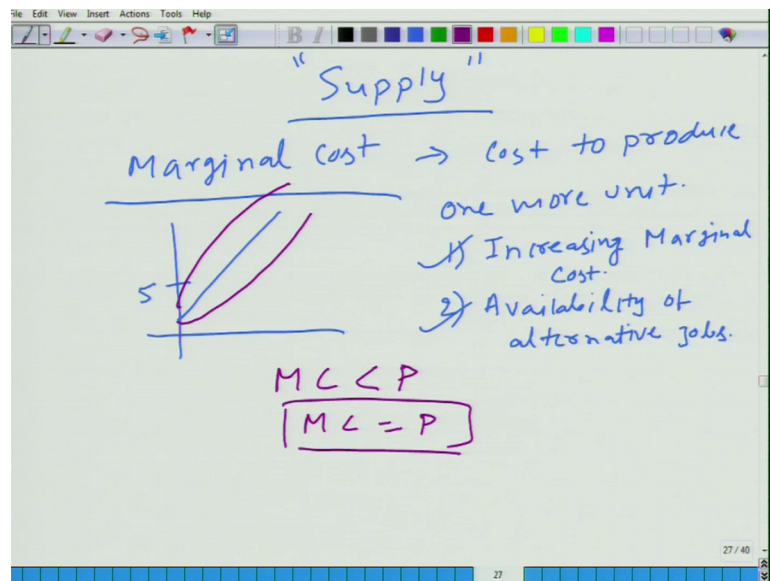 File Edit View Insert Actions Tools Help
B I
"Supply"
Marginal cost → cost to produce
one more unit.
1) Increasing Marginal
cost.
2) Availability of
alternative jobs.
5
MC < P
MC = P
27 / 40
27